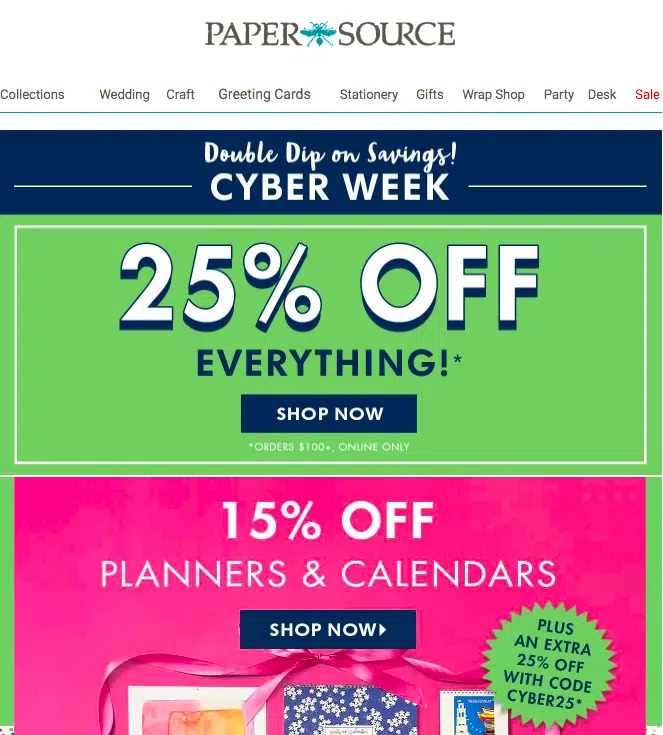 PAPER SOURCE
Collections Wedding Craft Greeting Cards Stationery Gifts Wrap Shop Party Desk Sale
Double Dip on Savings!
CYBER WEEK
25% OFF
EVERYTHING!*
SHOP NOW
*ORDERS $100+, ONLINE ONLY
15% OFF
PLANNERS & CALENDARS
SHOP NOW
PLUS
AN EXTRA
25% OFF
WITH CODE
CYBER25*